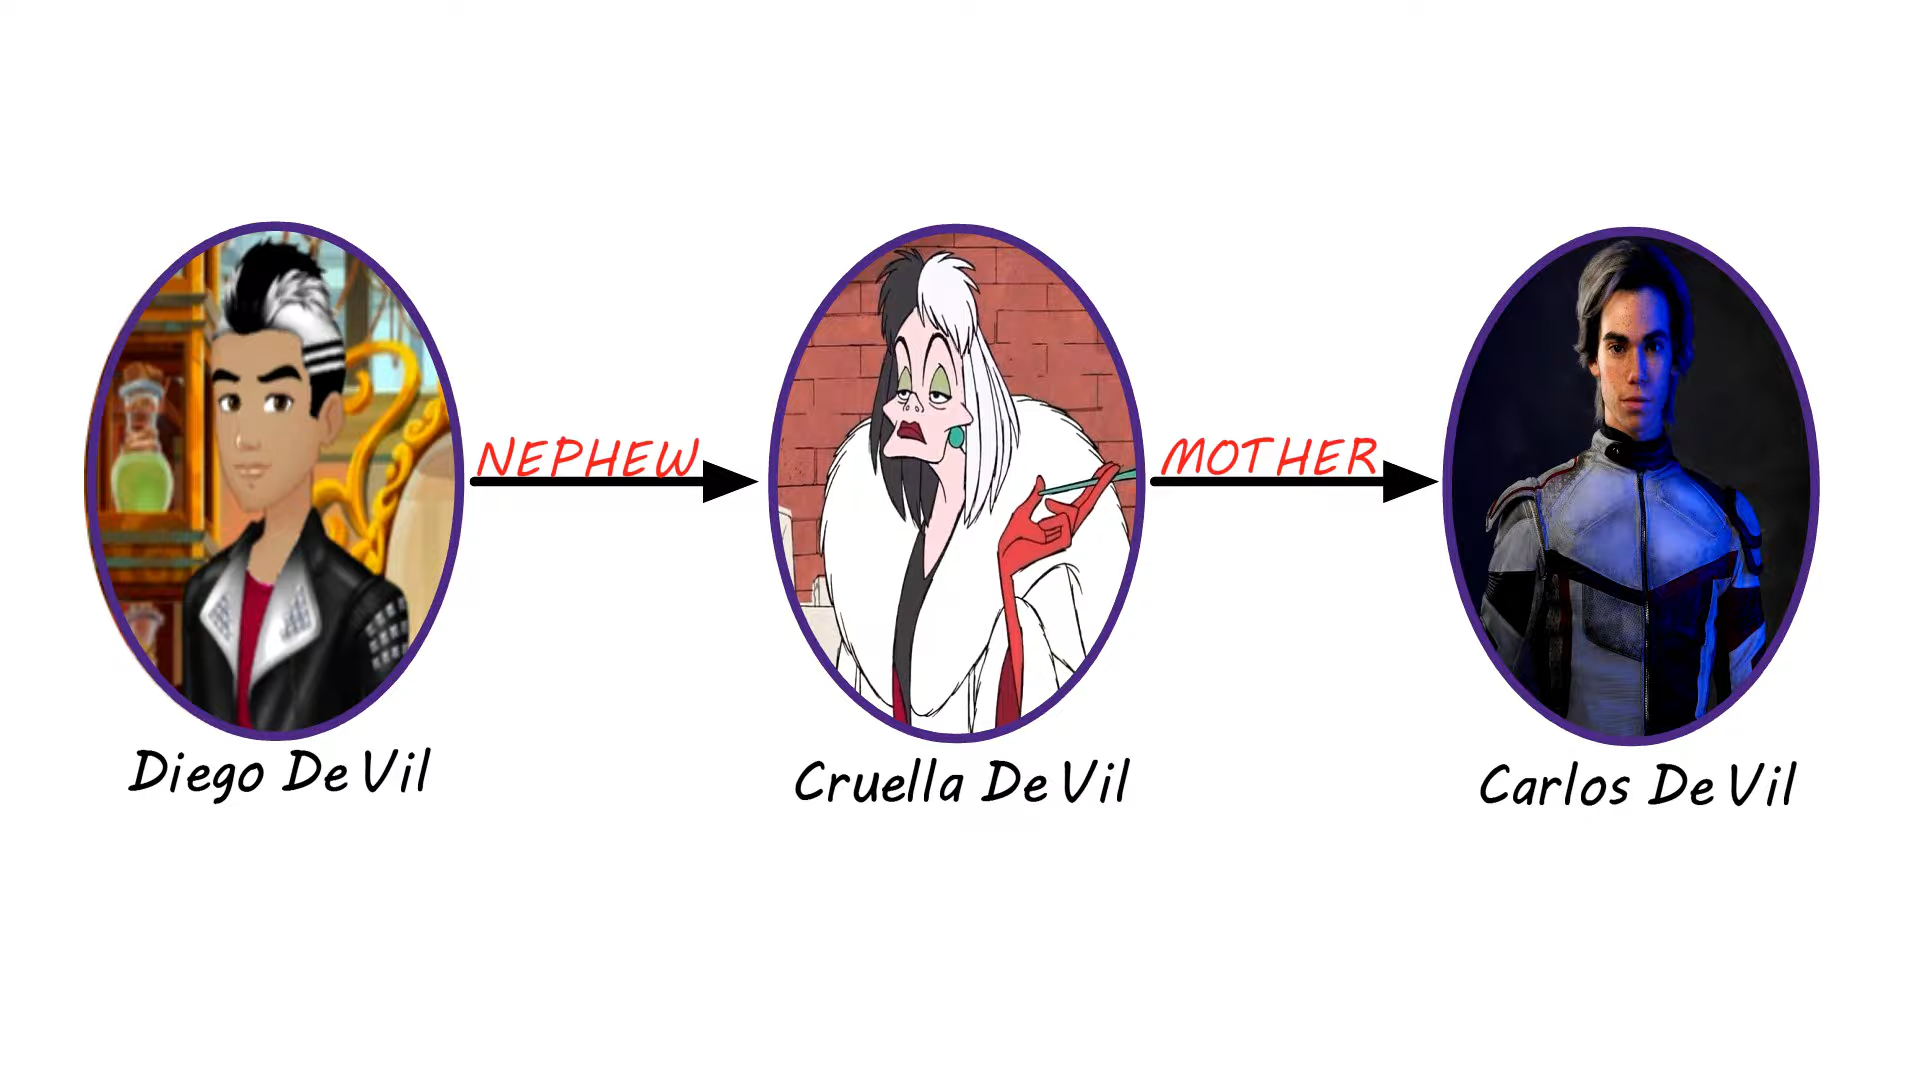 NEPHEW
MOTHER
Diego De Vil
Cruella De Vil
Carlos De Vil